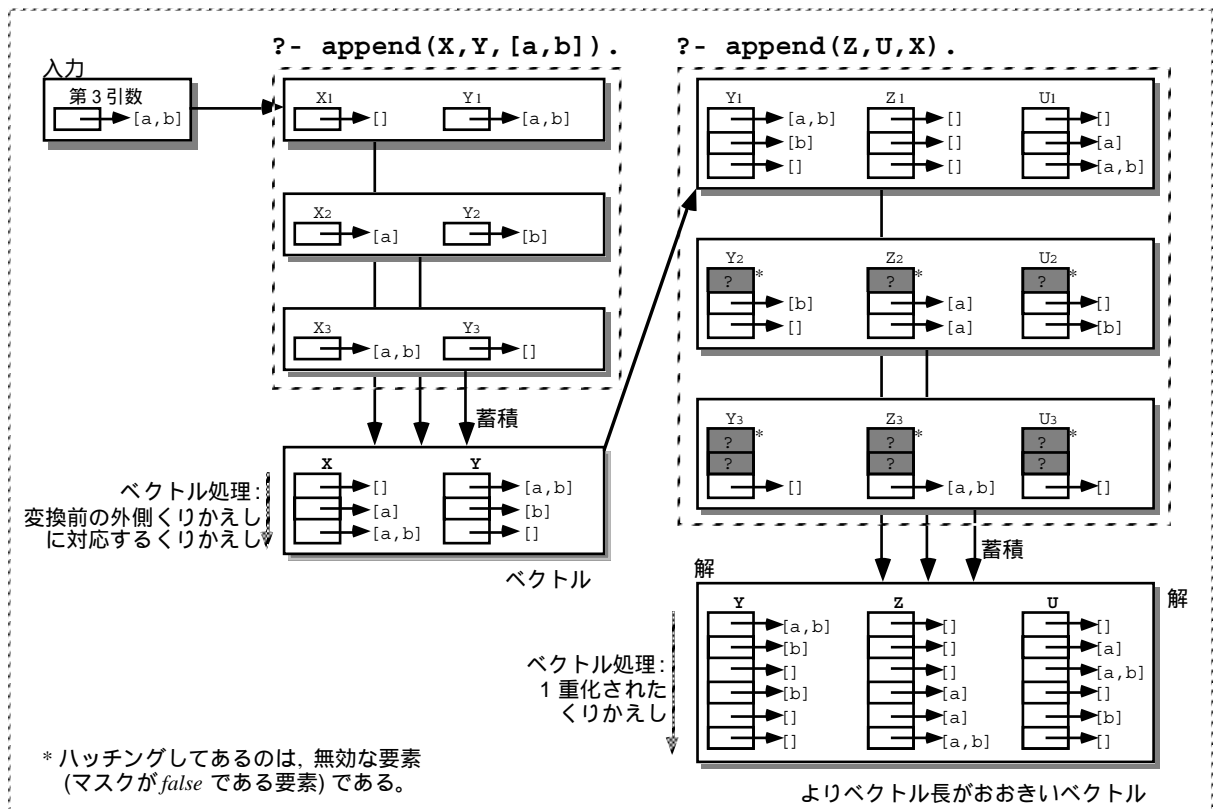 ?- append(X,Y,[a,b]).
?- append(Z,U,X).
入力
第3引数
[a,b]
X1 Y1
[] [a,b]
X2 Y2
[a] [b]
X3 Y3
[a,b] []
蓄積
X Y
[] [a,b]
[a] [b]
[a,b] []
ベクトル処理:
変換前の外側くりかえし
に対応するくりかえし
ベクトル
Y1 Z1 U1
[a,b] [] []
[b] [] [a]
[] [] [a,b]
Y2 Z2 U2
? * ? * ? *
[b] [a] []
[] [a] [b]
Y3 Z3 U3
? * ? * ? *
? ? ?
[] [a,b] []
蓄積
解
解
Y Z U
[a,b] [] []
[b] [] [a]
[] [] [a,b]
[b] [a] []
[] [a] [b]
[] [a,b] []
ベクトル処理:
1重化された
くりかえし
* ハッチングしてあるのは, 無効な要素
(マスクが false である要素) である。
よりベクトル長がおおきいベクトル